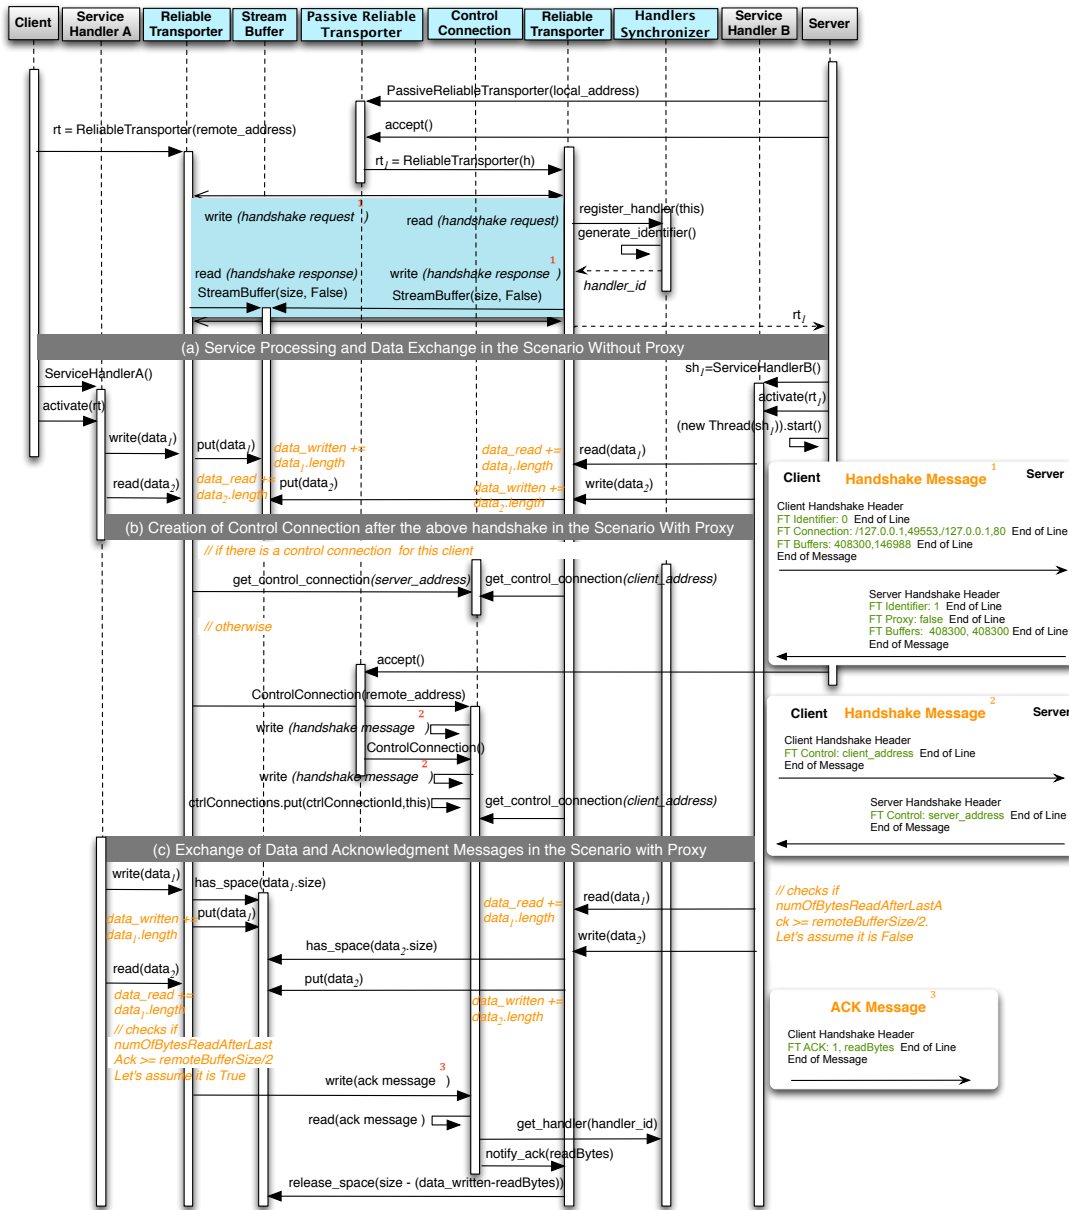 Client
Service
Handler A
Reliable
Transporter
Stream
Buffer
Passive Reliable
Transporter
Control
Connection
Reliable
Transporter
Handlers
Synchronizer
Service
Handler B
Server
PassiveReliableTransporter(local_address)
rt = ReliableTransporter(remote_address)
accept()
rt1 = ReliableTransporter(h)
write (handshake request 1)
read (handshake request)
register_handler(this)
generate_identifier()
read (handshake response)
write (handshake response 1)
handler_id
StreamBuffer(size, False)
StreamBuffer(size, False)
rt1
(a) Service Processing and Data Exchange in the Scenario Without Proxy
ServiceHandlerA()
sh1=ServiceHandlerB()
activate(rt)
activate(rt1)
(new Thread(sh1)).start()
write(data1)
put(data1)
data_written +=
data1.length
data_read +=
data1.length
read(data1)
read(data2)
data_read +=
data2.length
put(data2)
data_written +=
data2.length
write(data2)
Client Handshake Message 1 Server
Client Handshake Header
FT Identifier: 0 End of Line
FT Connection: /127.0.0.1,49553,/127.0.0.1,80 End of Line
FT Buffers: 408300,146988 End of Line
End of Message
Server Handshake Header
FT Identifier: 1 End of Line
FT Proxy: false End of Line
FT Buffers: 408300, 408300 End of Line
End of Message
(b) Creation of Control Connection after the above handshake in the Scenario With Proxy
// if there is a control connection for this client
get_control_connection(server_address)
get_control_connection(client_address)
// otherwise
accept()
ControlConnection(remote_address)
write (handshake message 2)
ControlConnection()
write (handshake message 2)
ctrlConnections.put(ctrlConnectionId,this)
get_control_connection(client_address)
Client Handshake Message 2 Server
Client Handshake Header
FT Control: client_address End of Line
End of Message
Server Handshake Header
FT Control: server_address End of Line
End of Message
(c) Exchange of Data and Acknowledgment Messages in the Scenario with Proxy
write(data1)
has_space(data1.size)
data_written +=
data1.length
put(data1)
data_read +=
data1.length
read(data1)
// checks if
numOfBytesReadAfterLastA
ck >= remoteBufferSize/2.
Let's assume it is False
write(data2)
has_space(data2.size)
read(data2)
put(data2)
data_read +=
data1.length
data_written +=
data2.length
// checks if
numOfBytesReadAfterLast
Ack >= remoteBufferSize/2
Let's assume it is True
ACK Message 3
Client Handshake Header
FT ACK: 1, readBytes End of Line
End of Message
write(ack message 3)
read(ack message )
get_handler(handler_id)
notify_ack(readBytes)
release_space(size - (data_written-readBytes))